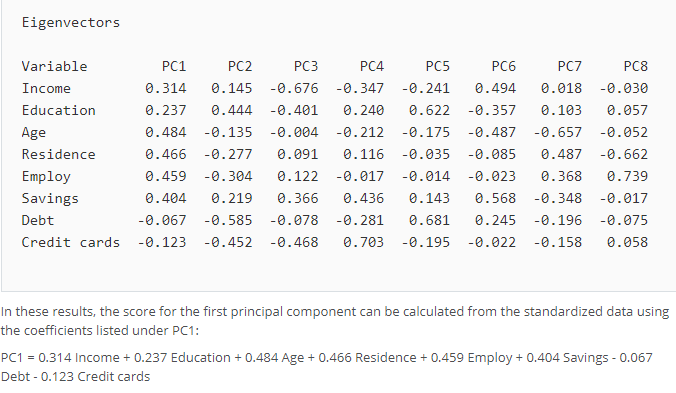 Eigenvectors
Variable PC1 PC2 PC3 PC4 PC5 PC6 PC7 PC8
Income 0.314 0.145 -0.676 -0.347 -0.241 0.494 0.018 -0.030
Education 0.237 0.444 -0.401 0.240 0.622 -0.357 0.103 0.057
Age 0.484 -0.135 -0.004 -0.212 -0.175 -0.487 -0.657 -0.052
Residence 0.466 -0.277 0.091 0.116 -0.035 -0.085 0.487 -0.662
Employ 0.459 -0.304 0.122 -0.017 -0.014 -0.023 0.368 0.739
Savings 0.404 0.219 0.366 0.436 0.143 0.568 -0.348 -0.017
Debt -0.067 -0.585 -0.078 -0.281 0.681 0.245 -0.196 -0.075
Credit cards -0.123 -0.452 -0.468 0.703 -0.195 -0.022 -0.158 0.058
In these results, the score for the first principal component can be calculated from the standardized data using
the coefficients listed under PC1:
PC1 = 0.314 Income + 0.237 Education + 0.484 Age + 0.466 Residence + 0.459 Employ + 0.404 Savings - 0.067
Debt - 0.123 Credit cards